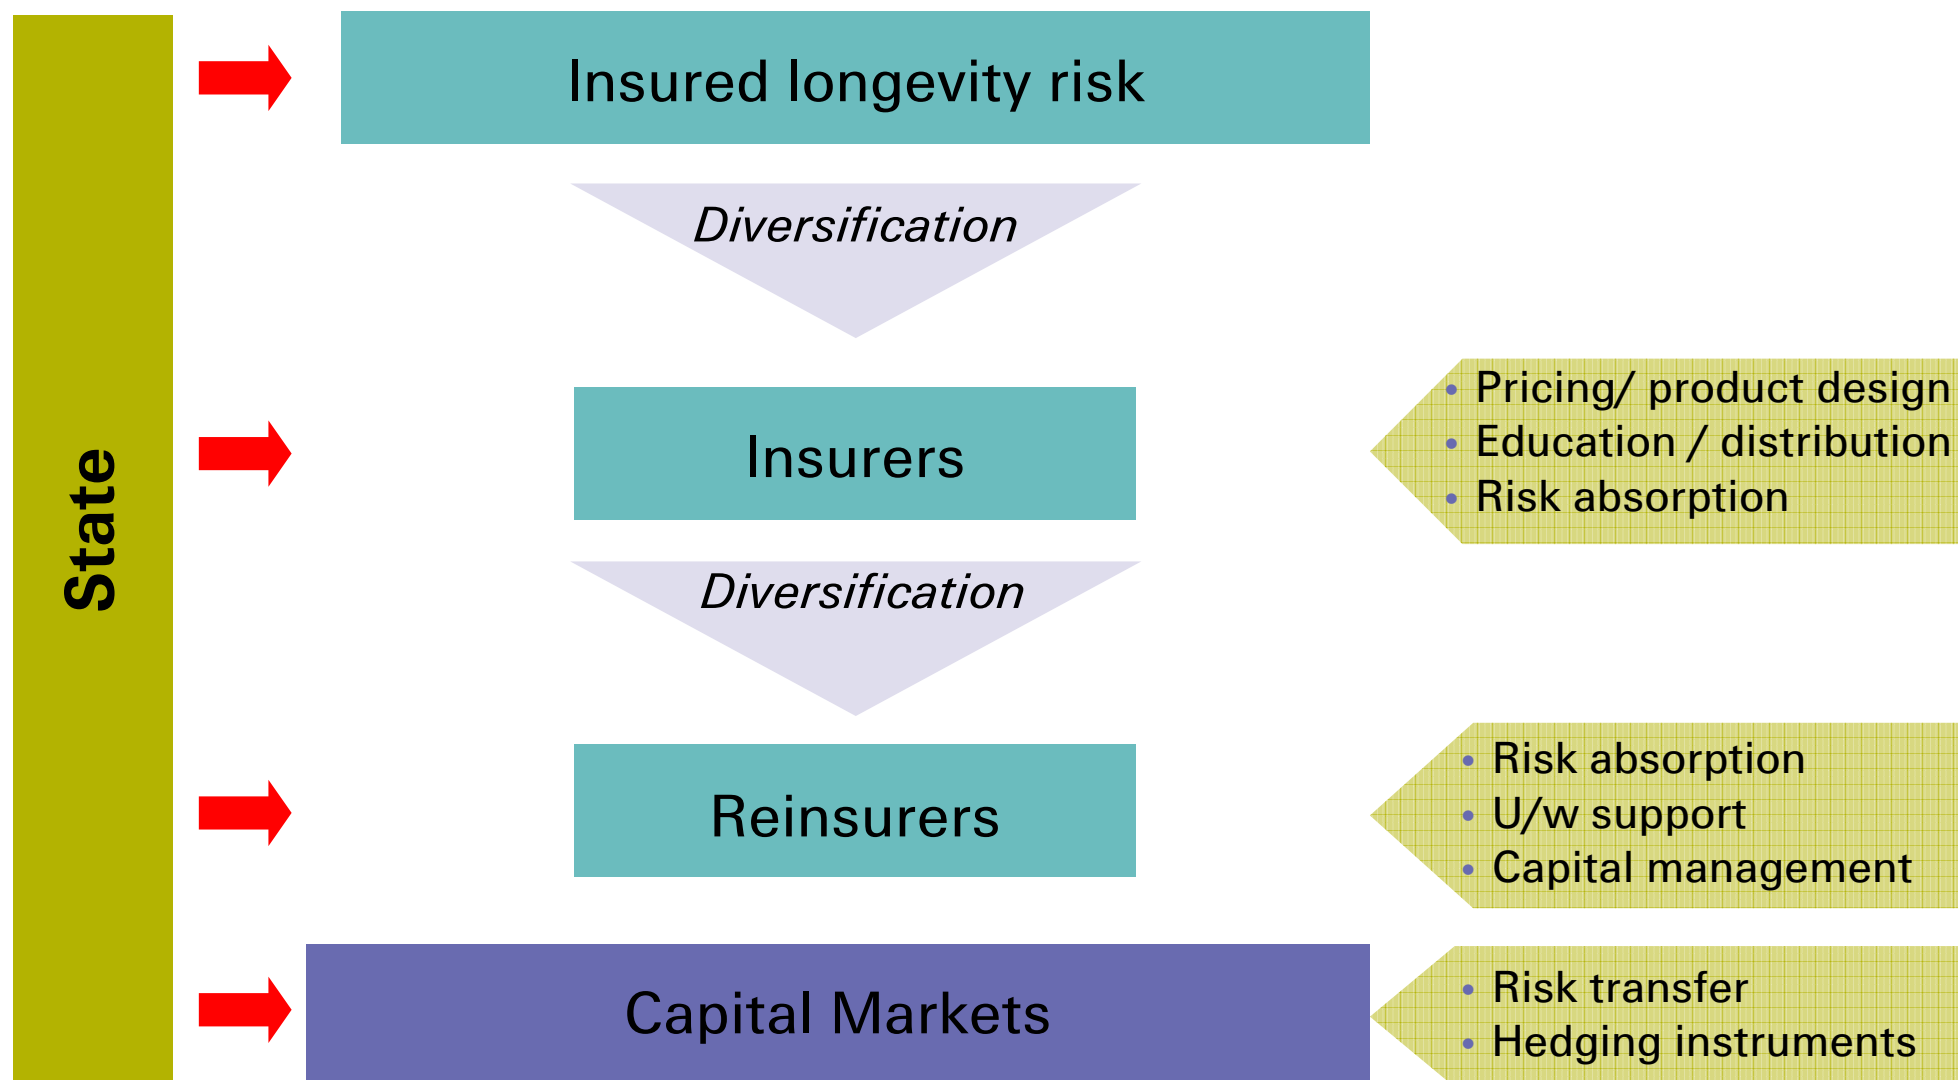 State
Insured longevity risk
Diversification
Insurers
• Pricing/ product design
• Education / distribution
• Risk absorption
Diversification
Reinsurers
• Risk absorption
• U/w support
• Capital management
Capital Markets
• Risk transfer
• Hedging instruments